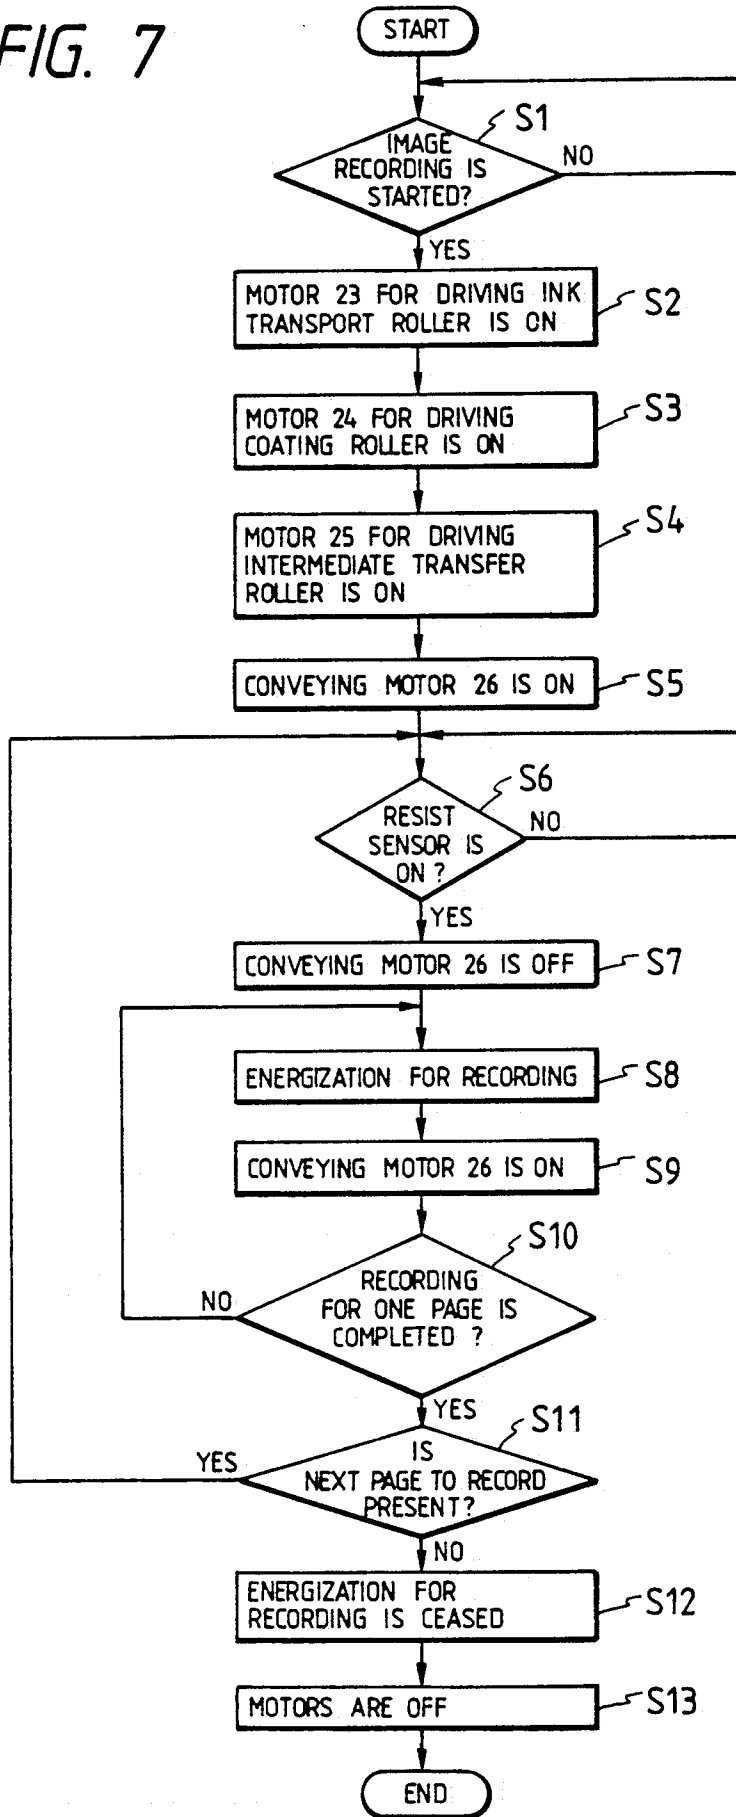 FIG. 7
START
S1
IMAGE
RECORDING IS
STARTED?
NO
YES
MOTOR 23 FOR DRIVING INK
TRANSPORT ROLLER IS ON
S2
MOTOR 24 FOR DRIVING
COATING ROLLER IS ON
S3
MOTOR 25 FOR DRIVING
INTERMEDIATE TRANSFER
ROLLER IS ON
S4
CONVEYING MOTOR 26 IS ON
S5
S6
RESIST
SENSOR IS
ON ?
NO
YES
CONVEYING MOTOR 26 IS OFF
S7
ENERGIZATION FOR RECORDING
S8
CONVEYING MOTOR 26 IS ON
S9
S10
RECORDING
FOR ONE PAGE IS
COMPLETED ?
NO
YES
S11
IS
NEXT PAGE TO RECORD
PRESENT?
YES
NO
ENERGIZATION FOR
RECORDING IS CEASED
S12
MOTORS ARE OFF
S13
END